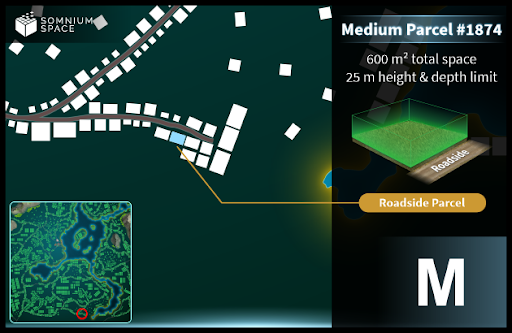 SOMNIUM
SPACE
Medium Parcel #1874
600 m² total space
25 m height & depth limit
Roadside
Roadside Parcel
M